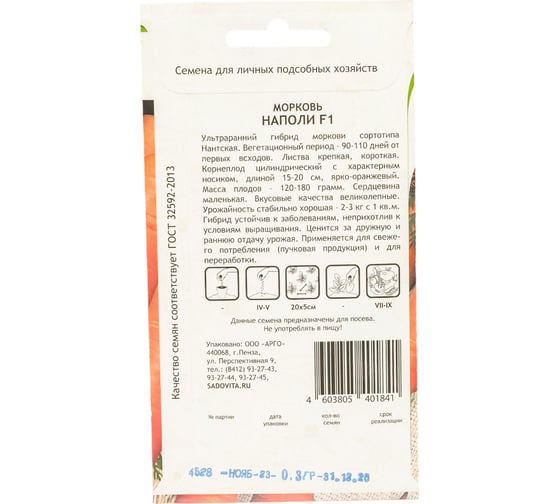 Семена для личных подсобных хозяйств
МОРКОВЬ
НАПОЛИ F1
Ультраранний гибрид моркови сортотипа
Нантская. Вегетационный период - 90-110 дней от
первых всходов. Листва крепкая, короткая.
Корнеплод цилиндрический с характерным
носиком, длиной 15-20 см, ярко-оранжевый.
Масса плодов - 120-180 грамм. Сердцевина
маленькая. Вкусовые качества великолепные.
Урожайность стабильно хорошая - 2-3 кг с 1 кв.м.
Гибрид устойчив к заболеваниям, неприхотлив к
условиям выращивания. Ценится за дружную и
раннюю отдачу урожая. Применяется для свеже-
го потребления (пучковая продукция) и для
переработки.
- IV-V 20x5см - VII-IX
Данные семена предназначены для посева.
Не употреблять в пищу!
Упаковано: ООО «АРГО»
440068, г.Пенза,
ул. Перспективная 9,
тел.: (8412) 93-27-43,
93-27-44, 93-27-45,
SADOVITA.RU
4 603805 401841
№ партии дата упаковки кол-во семян срок реализации
4528 -НОЯБ-23- 0.3ГР-31.12.26
Качество семян соответствует ГОСТ 32592-2013